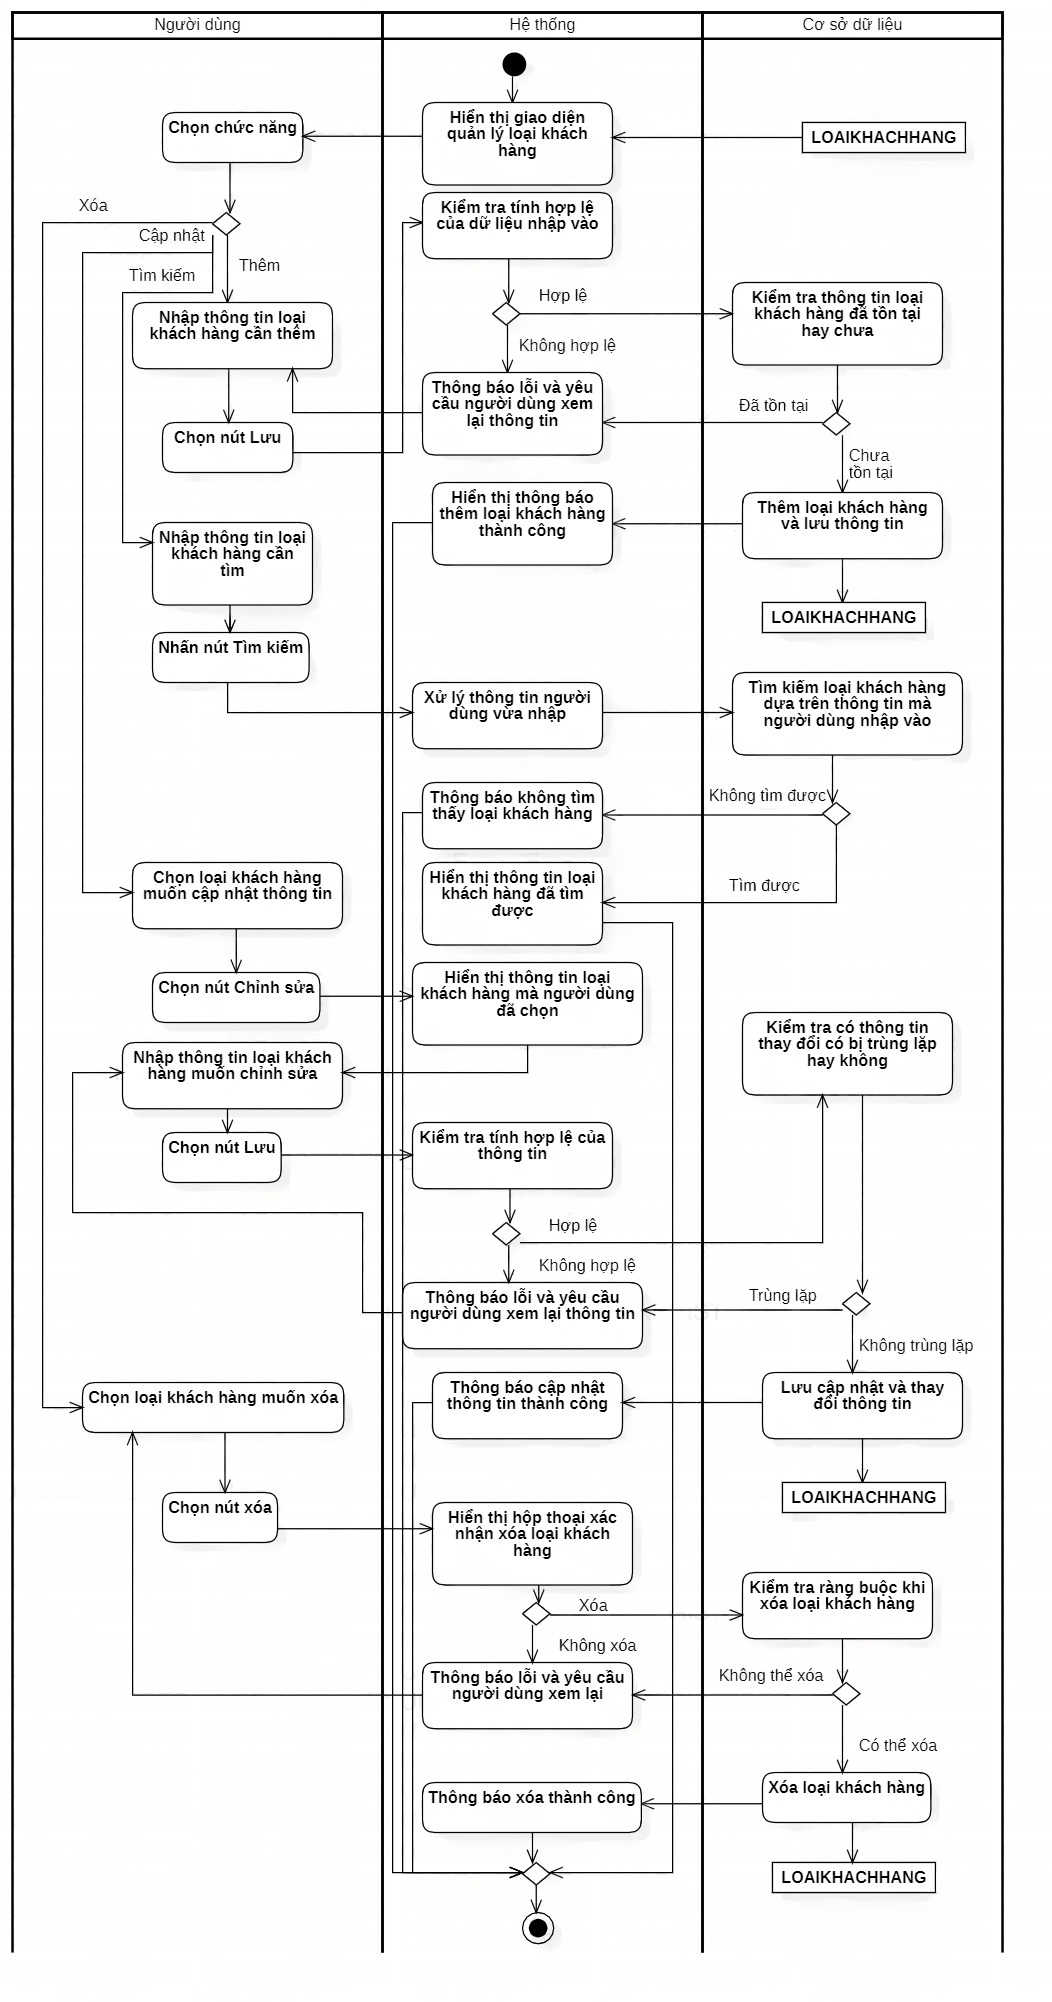 Người dùng
Hệ thống
Cơ sở dữ liệu
Chọn chức năng
Hiển thị giao diện
quản lý loại khách
hàng
LOAIKHACHHANG
Xóa
Cập nhật
Tìm kiếm
Thêm
Kiểm tra tính hợp lệ
của dữ liệu nhập vào
Nhập thông tin loại
khách hàng cần thêm
Hợp lệ
Không hợp lệ
Kiểm tra thông tin loại
khách hàng đã tồn tại
hay chưa
Chọn nút Lưu
Thông báo lỗi và yêu
cầu người dùng xem
lại thông tin
Đã tồn tại
Chưa
tồn tại
Hiển thị thông báo
thêm loại khách hàng
thành công
Thêm loại khách hàng
và lưu thông tin
LOAIKHACHHANG
Nhập thông tin loại
khách hàng cần
tìm
Nhấn nút Tìm kiếm
Xử lý thông tin người
dùng vừa nhập
Tìm kiếm loại khách hàng
dựa trên thông tin mà
người dùng nhập vào
Thông báo không tìm
thấy loại khách hàng
Không tìm được
Tìm được
Hiển thị thông tin loại
khách hàng đã tìm
được
Chọn loại khách hàng
muốn cập nhật thông tin
Chọn nút Chỉnh sửa
Hiển thị thông tin loại
khách hàng mà người dùng
đã chọn
Nhập thông tin loại khách
hàng muốn chỉnh sửa
Kiểm tra có thông tin
thay đổi có bị trùng lặp
hay không
Chọn nút Lưu
Kiểm tra tính hợp lệ của
thông tin
Hợp lệ
Không hợp lệ
Thông báo lỗi và yêu cầu
người dùng xem lại thông tin
Trùng lặp
Không trùng lặp
Chọn loại khách hàng muốn xóa
Thông báo cập nhật
thông tin thành công
Lưu cập nhật và thay
đổi thông tin
LOAIKHACHHANG
Chọn nút xóa
Hiển thị hộp thoại xác
nhận xóa loại khách
hàng
Xóa
Không xóa
Kiểm tra ràng buộc khi
xóa loại khách hàng
Thông báo lỗi và yêu cầu
người dùng xem lại
Không thể xóa
Có thể xóa
Thông báo xóa thành công
Xóa loại khách hàng
LOAIKHACHHANG